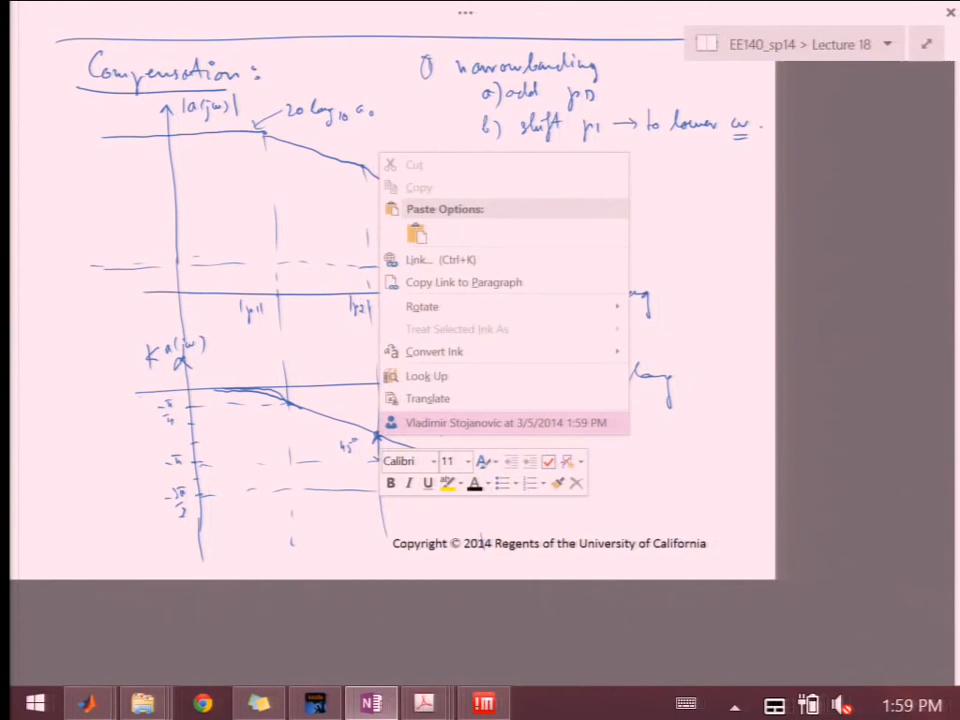 EE140_sp14 > Lecture 18
Compensation:
① narrowbanding
a) add pD
b) shift p1 → to lower ω.
|a(jω)|
20 log10 a0
Cut
Copy
Paste Options:
Link... (Ctrl+K)
Copy Link to Paragraph
Rotate
Treat Selected Ink As
Convert Ink
Look Up
Translate
Vladimir Stojanovic at 3/5/2014 1:59 PM
Calibri 11
B I U
|p1|
|p2|
∢ a(jω)
-π/4
-π
45°
Copyright © 2014 Regents of the University of California
1:59 PM